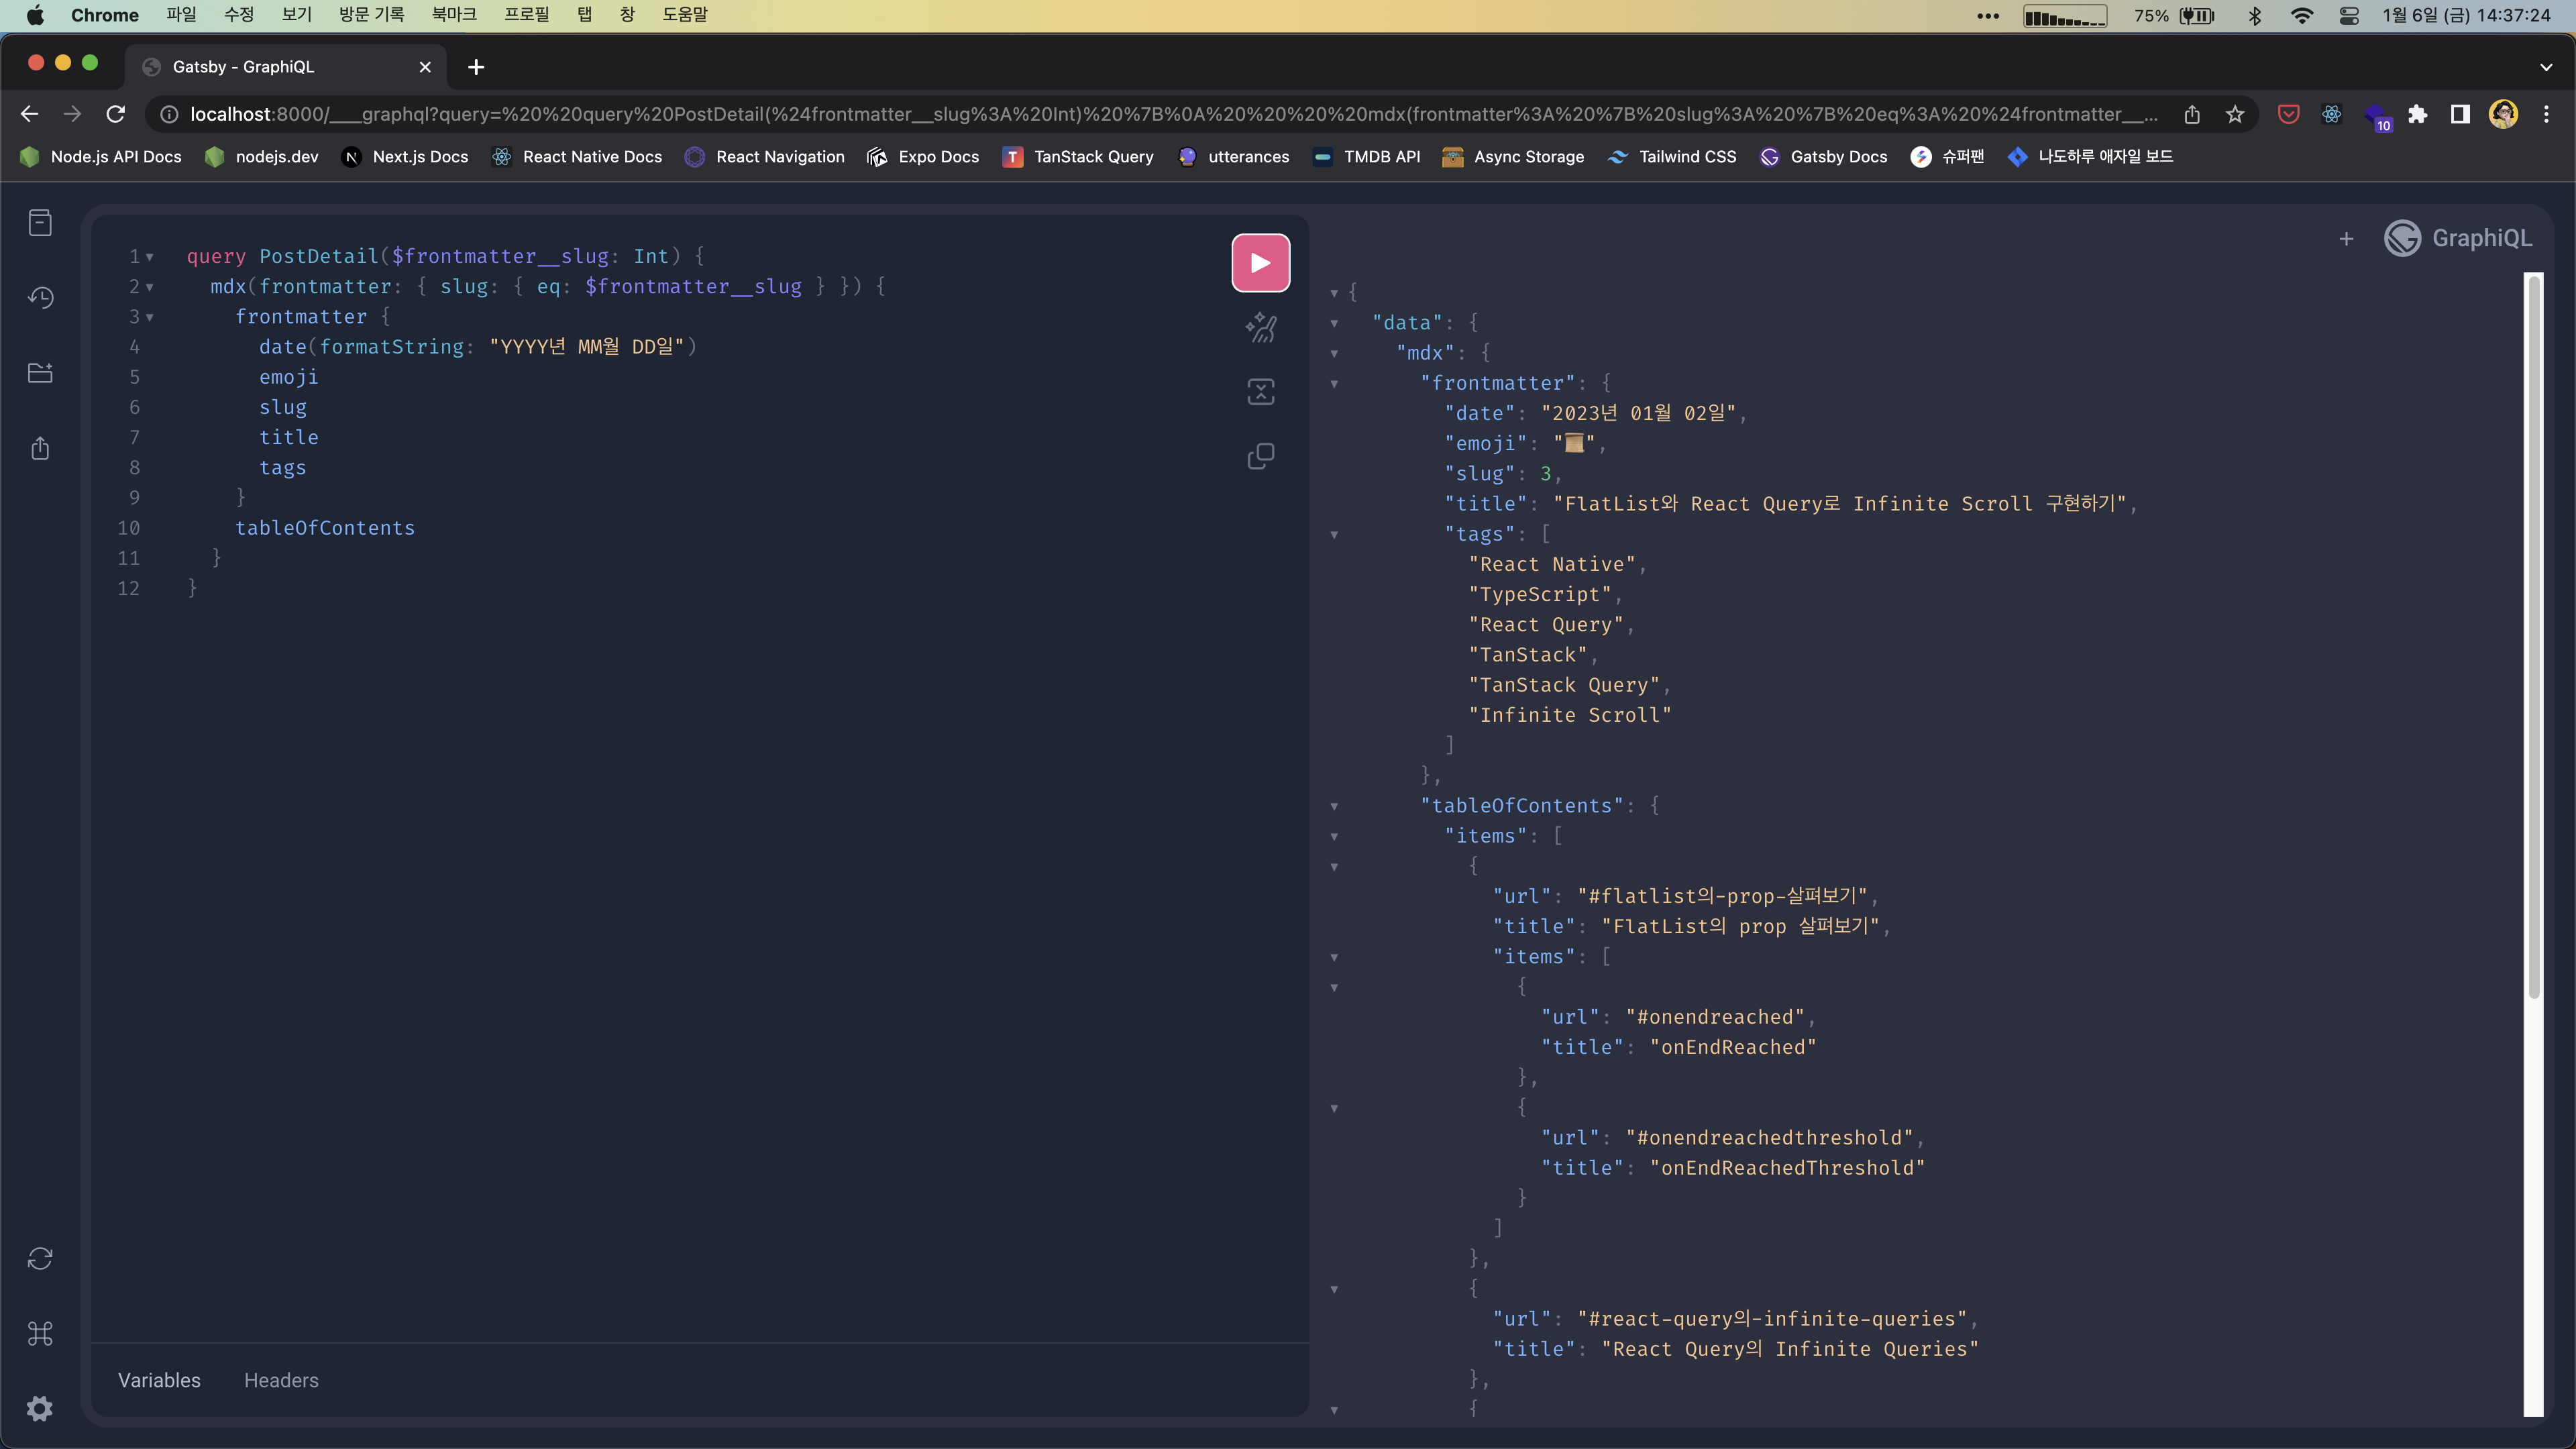 Chrome 파일 수정 보기 방문 기록 북마크 프로필 탭 창 도움말 75% 1월 6일 (금) 14:37:24
Gatsby - GraphiQL
localhost:8000/___graphql?query=%20%20query%20PostDetail(%24frontmatter__slug%3A%20Int)%20%7B%0A%20%20%20%20mdx(frontmatter%3A%20%7B%20slug%3A%20%7B%20eq%3A%20%24frontmatter__... 10
Node.js API Docs nodejs.dev Next.js Docs React Native Docs React Navigation Expo Docs TanStack Query utterances TMDB API Async Storage Tailwind CSS Gatsby Docs 슈퍼팬 나도하루 애자일 보드
1 query PostDetail($frontmatter__slug: Int) {
2 mdx(frontmatter: { slug: { eq: $frontmatter__slug } }) {
3 frontmatter {
4 date(formatString: "YYYY년 MM월 DD일")
5 emoji
6 slug
7 title
8 tags
9 }
10 tableOfContents
11 }
12 }
Variables Headers
+ GraphiQL
{
"data": {
"mdx": {
"frontmatter": {
"date": "2023년 01월 02일",
"emoji": "📜",
"slug": 3,
"title": "FlatList와 React Query로 Infinite Scroll 구현하기",
"tags": [
"React Native",
"TypeScript",
"React Query",
"TanStack",
"TanStack Query",
"Infinite Scroll"
]
},
"tableOfContents": {
"items": [
{
"url": "#flatlist의-prop-살펴보기",
"title": "FlatList의 prop 살펴보기",
"items": [
{
"url": "#onendreached",
"title": "onEndReached"
},
{
"url": "#onendreachedthreshold",
"title": "onEndReachedThreshold"
}
]
},
{
"url": "#react-query의-infinite-queries",
"title": "React Query의 Infinite Queries"
},
{